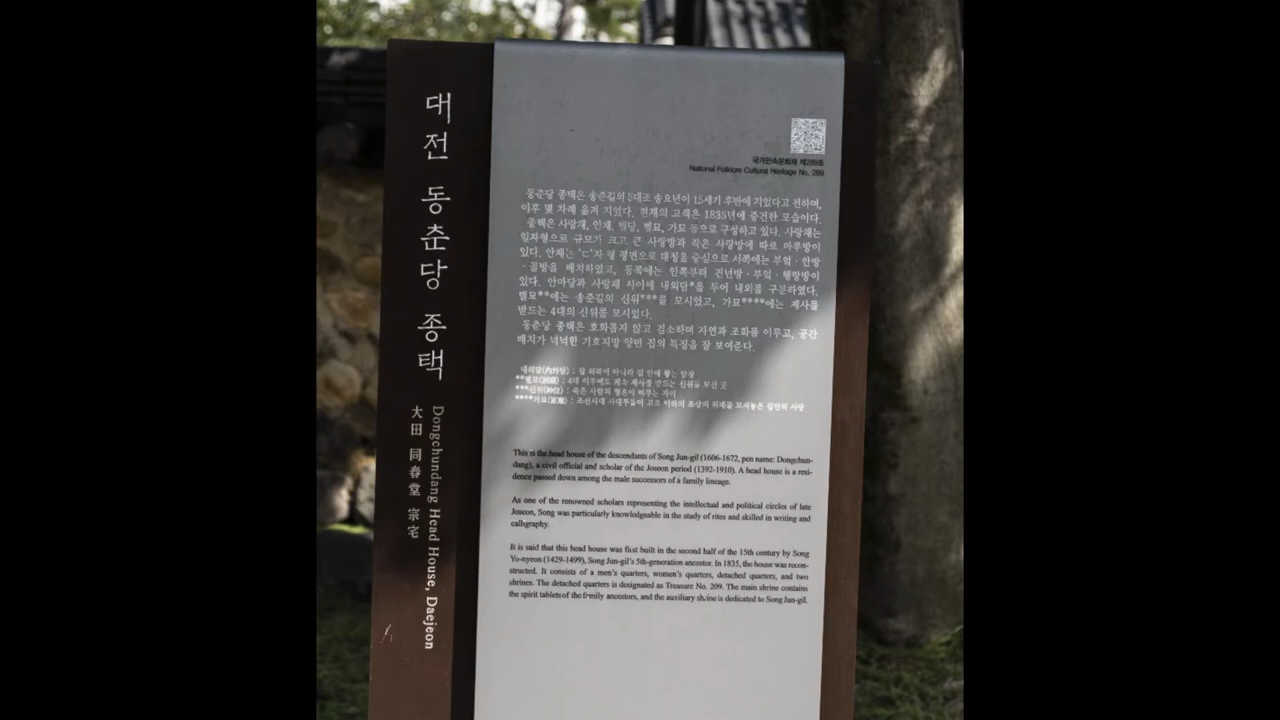 대전 동춘당 종택
大田 同春堂 宗宅
Dongchundang Head House, Daejeon
국가민속문화재 제289호
National Folklore Cultural Heritage No. 289
동춘당 종택은 송준길의 5대조 송요년이 15세기 후반에 지었다고 전하며,
이후 몇 차례 옮겨 지었다. 현재의 고택은 1835년에 중건한 모습이다.
종택은 사랑채, 안채, 별당, 별묘, 가묘 등으로 구성하고 있다. 사랑채는
일자형으로 규모가 크고 큰 사랑방과 작은 사랑방에 따로 마루방이
있다. 안채는 'ㄷ'자 형 평면으로 대청을 중심으로 서쪽에는 부엌·안방
·골방을 배치하였고, 동쪽에는 안쪽부터 건넌방·부엌·행랑방이
있다. 안마당과 사랑채 사이에 내외담*을 두어 내외를 구분하였다.
별묘**에는 송준길의 신위***를 모시었고, 가묘****에는 제사를
받드는 4대의 신위를 모시었다.
동춘당 종택은 호화롭지 않고 검소하며 자연과 조화를 이루고, 공간
배치가 넉넉한 기호지방 양반 집의 특징을 잘 보여준다.
내외담(內外담) : 집 바깥이 아니라 집 안에 쌓는 담장
**별묘(別廟) : 4대 이후에도 계속 제사를 받드는 신위를 모신 곳
***신위(神位) : 죽은 사람의 영혼이 머무는 자리
****가묘(家廟) : 조선시대 사대부들이 고조 이하의 조상의 위패를 모셔놓은 집안의 사당
This is the head house of the descendants of Song Jun-gil (1606-1672, pen name: Dongchun-
dang), a civil official and scholar of the Joseon period (1392-1910). A head house is a resi-
dence passed down among the male successors of a family lineage.
As one of the renowned scholars representing the intellectual and political circles of late
Joseon, Song was particularly knowledgeable in the study of rites and skilled in writing and
calligraphy.
It is said that this head house was first built in the second half of the 15th century by Song
Yo-nyeon (1429-1499), Song Jun-gil's 5th-generation ancestor. In 1835, the house was recon-
structed. It consists of a men's quarters, women's quarters, detached quarters, and two
shrines. The detached quarters is designated as Treasure No. 209. The main shrine contains
the spirit tablets of the family ancestors, and the auxiliary shrine is dedicated to Song Jun-gil.